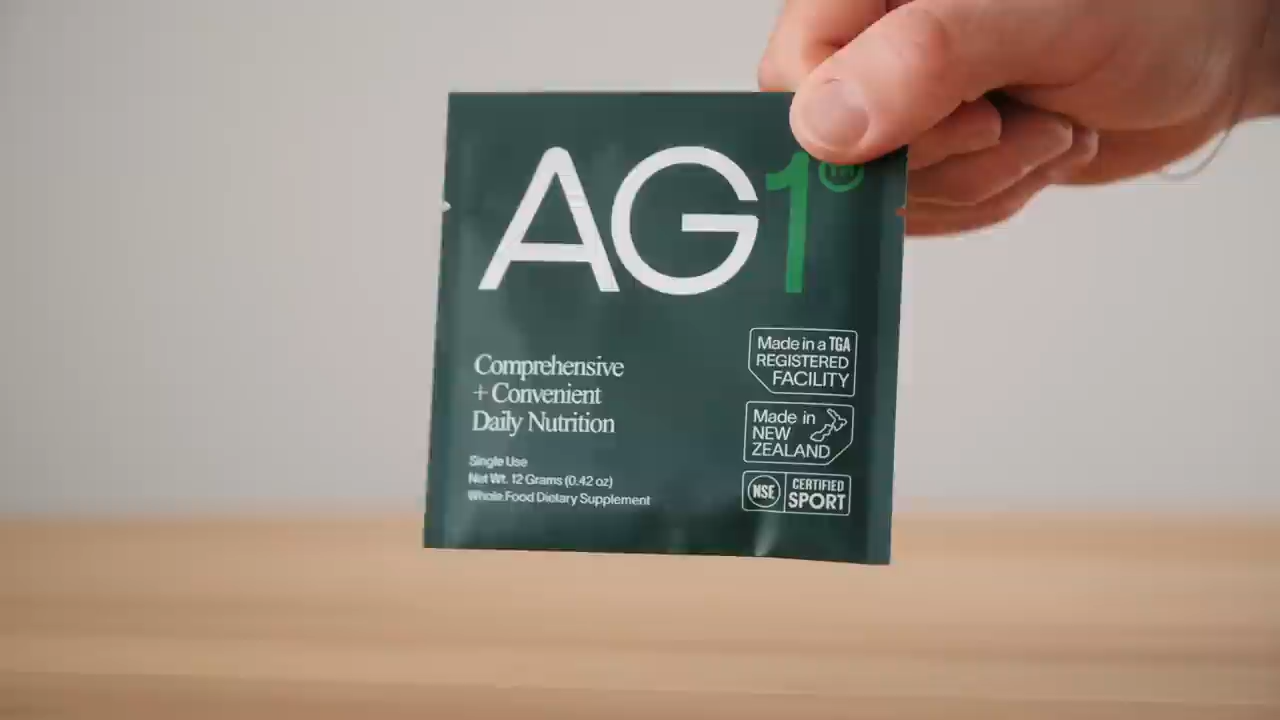 AG1
Comprehensive
+ Convenient
Daily Nutrition
Single Use
Net Wt. 12 Grams (0.42 oz)
Whole Food Dietary Supplement
Made in a TGA
REGISTERED
FACILITY
Made in
NEW
ZEALAND
NSF
CERTIFIED
SPORT